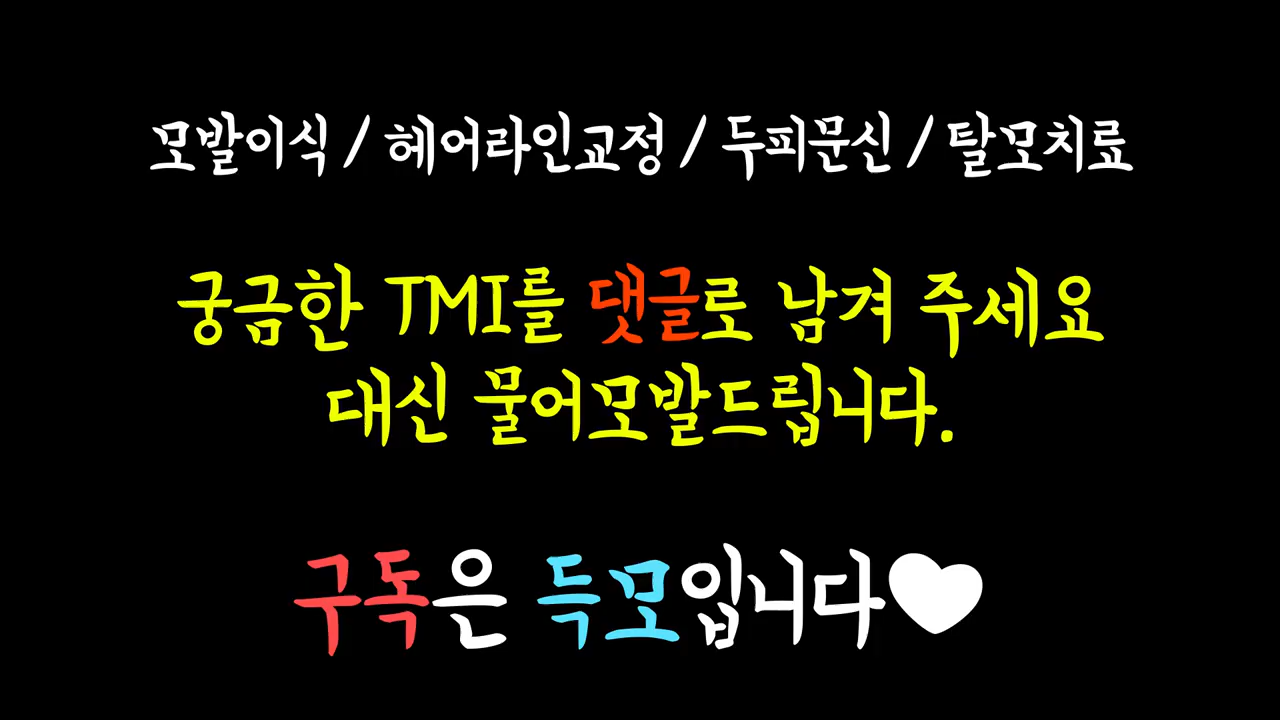 모발이식 / 헤어라인교정 / 두피문신 / 탈모치료
궁금한 TMI를 댓글로 남겨 주세요
대신 물어모발드립니다.
구독은 득모입니다♥